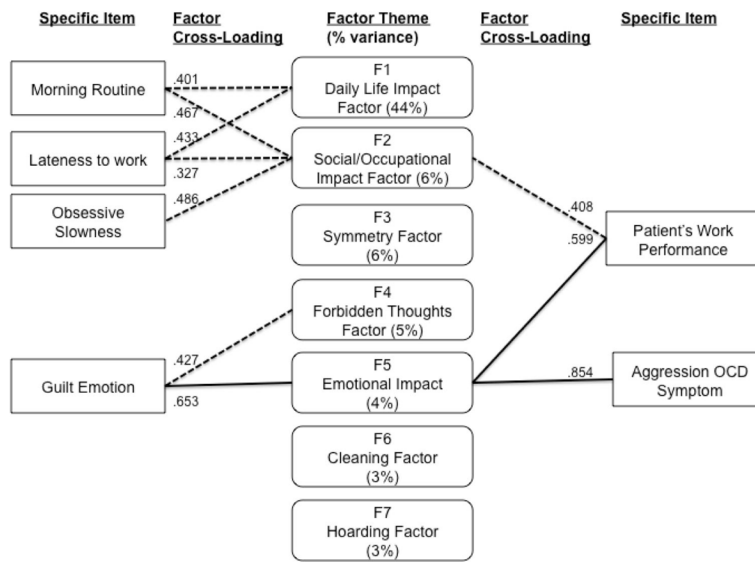 Specific Item
Factor
Cross-Loading
Factor Theme
(% variance)
Factor
Cross-Loading
Specific Item
Morning Routine
.401
.467
F1
Daily Life Impact
Factor (44%)
Lateness to work
.433
.327
F2
Social/Occupational
Impact Factor (6%)
Obsessive
Slowness
.486
.408
.599
Patient's Work
Performance
F3
Symmetry Factor
(6%)
F4
Forbidden Thoughts
Factor (5%)
Guilt Emotion
.427
.653
F5
Emotional Impact
(4%)
.854
Aggression OCD
Symptom
F6
Cleaning Factor
(3%)
F7
Hoarding Factor
(3%)